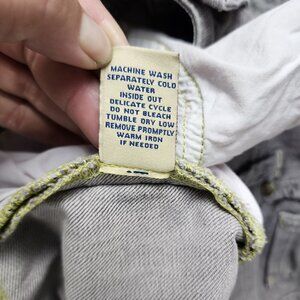 MACHINE WASH
SEPARATELY COLD
WATER
INSIDE OUT
DELICATE CYCLE
DO NOT BLEACH
TUMBLE DRY LOW
REMOVE PROMPTLY
WARM IRON
IF NEEDED